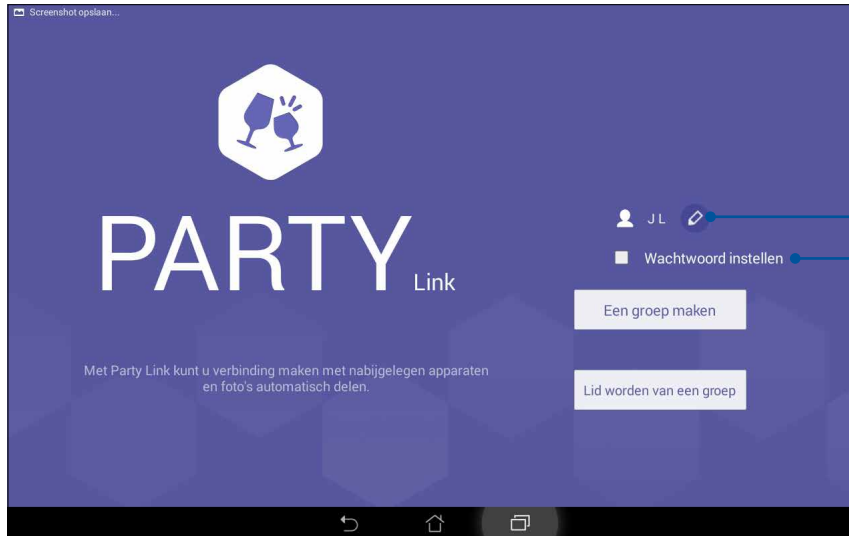 Screenshot opslaan...
PARTY Link
J L
Wachtwoord instellen
Een groep maken
Met Party Link kunt u verbinding maken met nabijgelegen apparaten
en foto's automatisch delen.
Lid worden van een groep